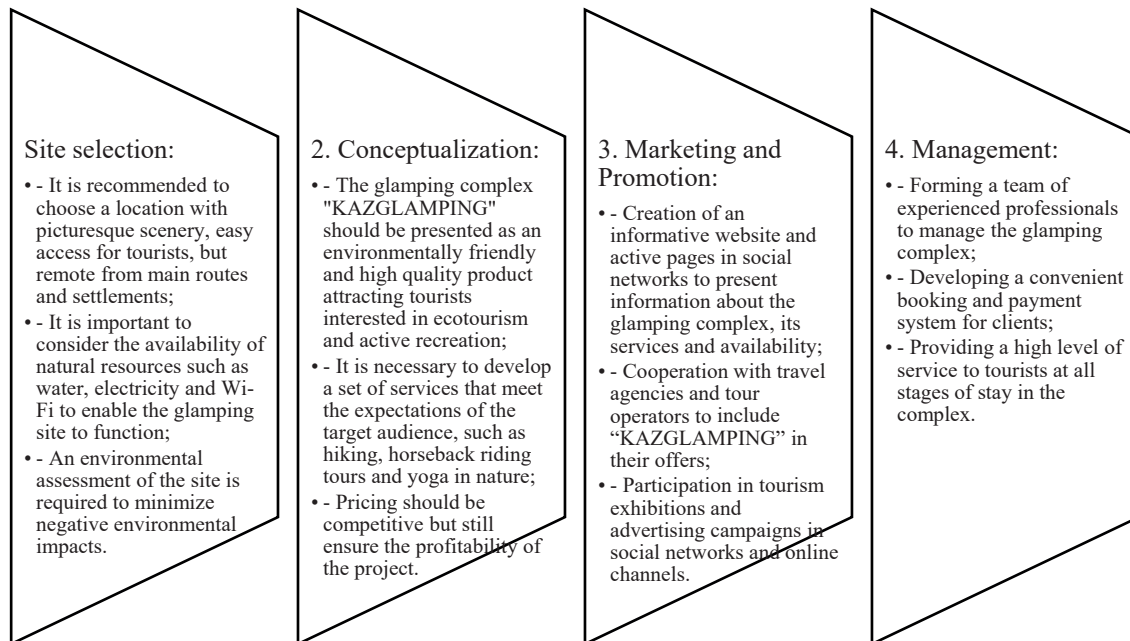 Site selection:
• - It is recommended to
choose a location with
picturesque scenery, easy
access for tourists, but
remote from main routes
and settlements;
• - It is important to
consider the availability of
natural resources such as
water, electricity and Wi-
Fi to enable the glamping
site to function;
• - An environmental
assessment of the site is
required to minimize
negative environmental
impacts.
2. Conceptualization:
• - The glamping complex
"KAZGLAMPING"
should be presented as an
environmentally friendly
and high quality product
attracting tourists
interested in ecotourism
and active recreation;
• - It is necessary to develop
a set of services that meet
the expectations of the
target audience, such as
hiking, horseback riding
tours and yoga in nature;
• - Pricing should be
competitive but still
ensure the profitability of
the project.
3. Marketing and
Promotion:
• - Creation of an
informative website and
active pages in social
networks to present
information about the
glamping complex, its
services and availability;
• - Cooperation with travel
agencies and tour
operators to include
“KAZGLAMPING” in
their offers;
• - Participation in tourism
exhibitions and
advertising campaigns in
social networks and online
channels.
4. Management:
• - Forming a team of
experienced professionals
to manage the glamping
complex;
• - Developing a convenient
booking and payment
system for clients;
• - Providing a high level of
service to tourists at all
stages of stay in the
complex.